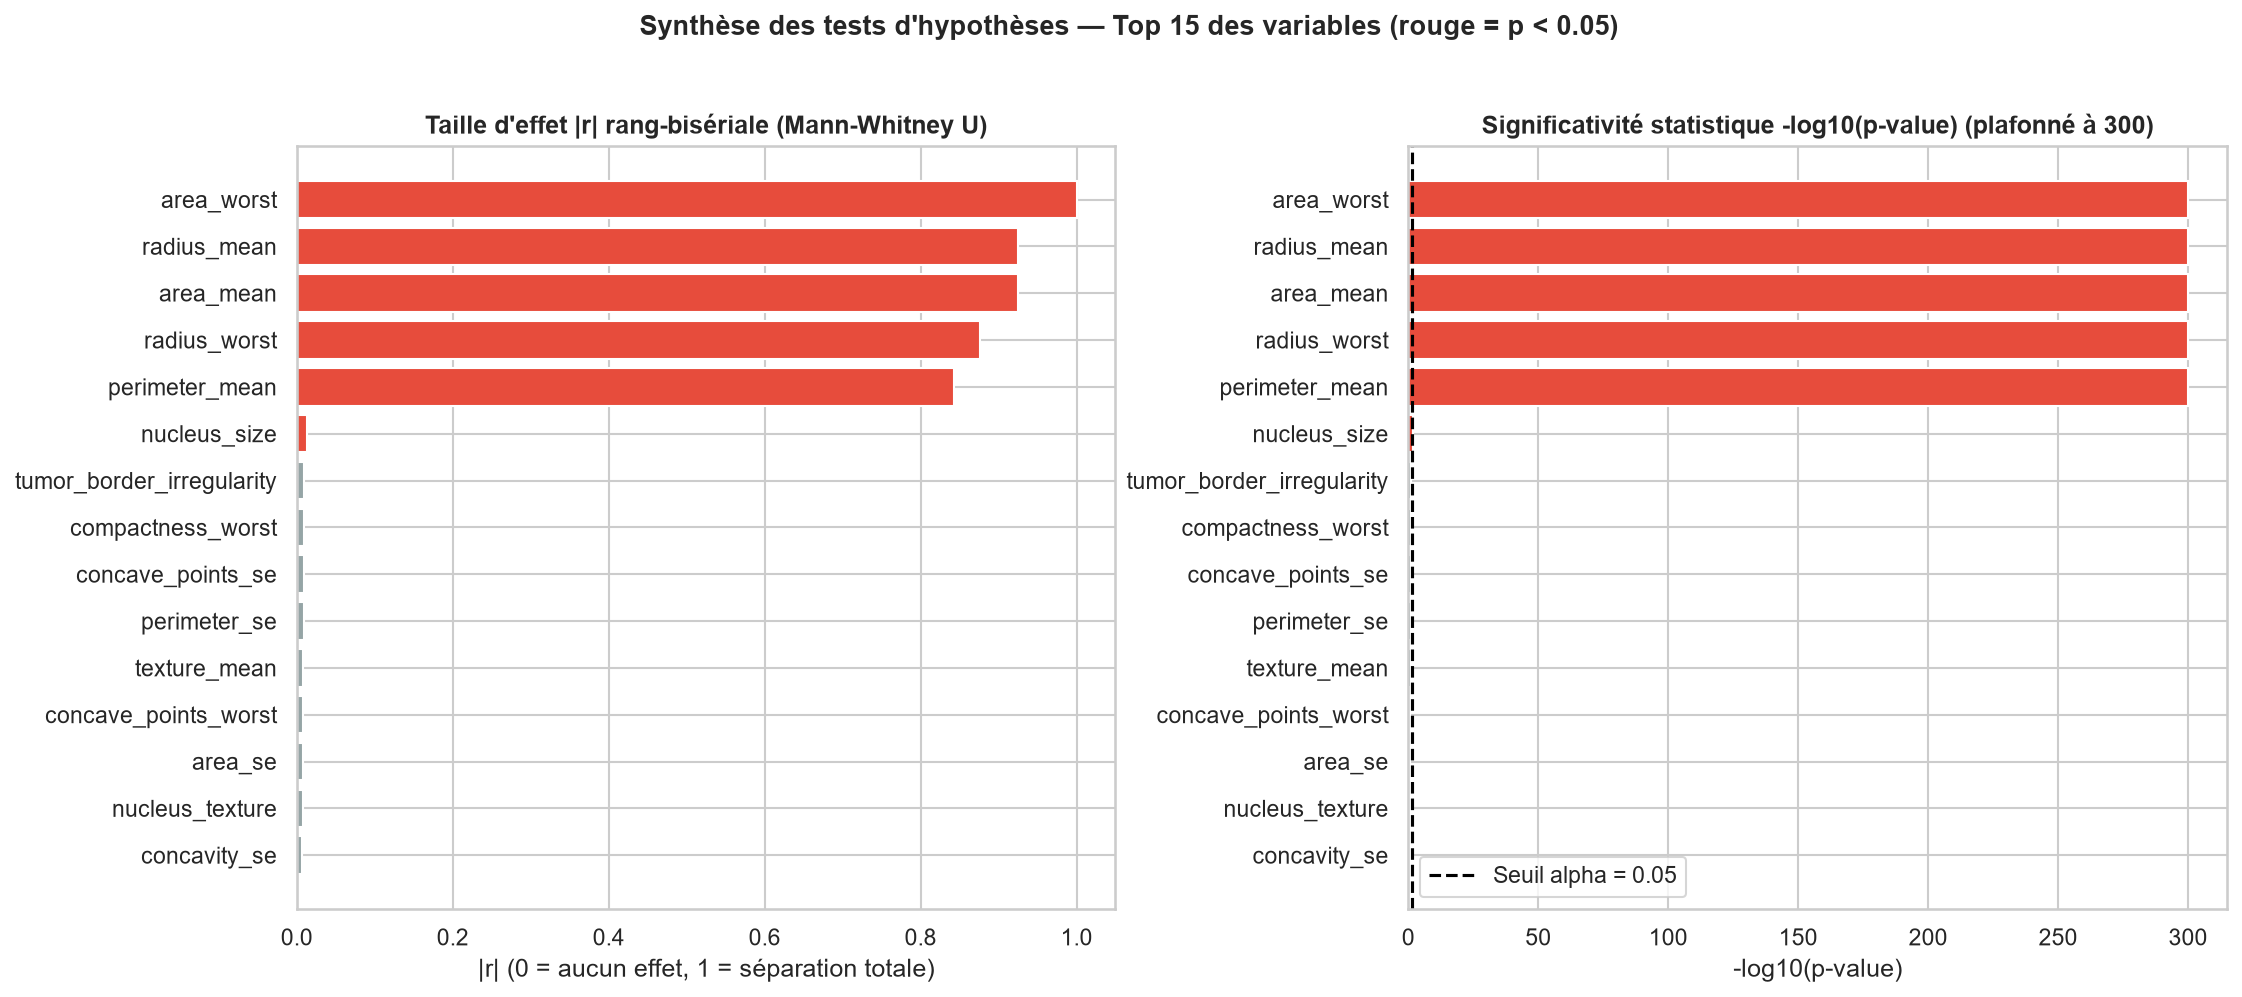 Synthèse des tests d'hypothèses — Top 15 des variables (rouge = p < 0.05)
Taille d'effet |r| rang-bisériale (Mann-Whitney U)
area_worst
radius_mean
area_mean
radius_worst
perimeter_mean
nucleus_size
tumor_border_irregularity
compactness_worst
concave_points_se
perimeter_se
texture_mean
concave_points_worst
area_se
nucleus_texture
concavity_se
0.0 0.2 0.4 0.6 0.8 1.0
|r| (0 = aucun effet, 1 = séparation totale)
Significativité statistique -log10(p-value) (plafonné à 300)
area_worst
radius_mean
area_mean
radius_worst
perimeter_mean
nucleus_size
tumor_border_irregularity
compactness_worst
concave_points_se
perimeter_se
texture_mean
concave_points_worst
area_se
nucleus_texture
concavity_se
Seuil alpha = 0.05
0 50 100 150 200 250 300
-log10(p-value)